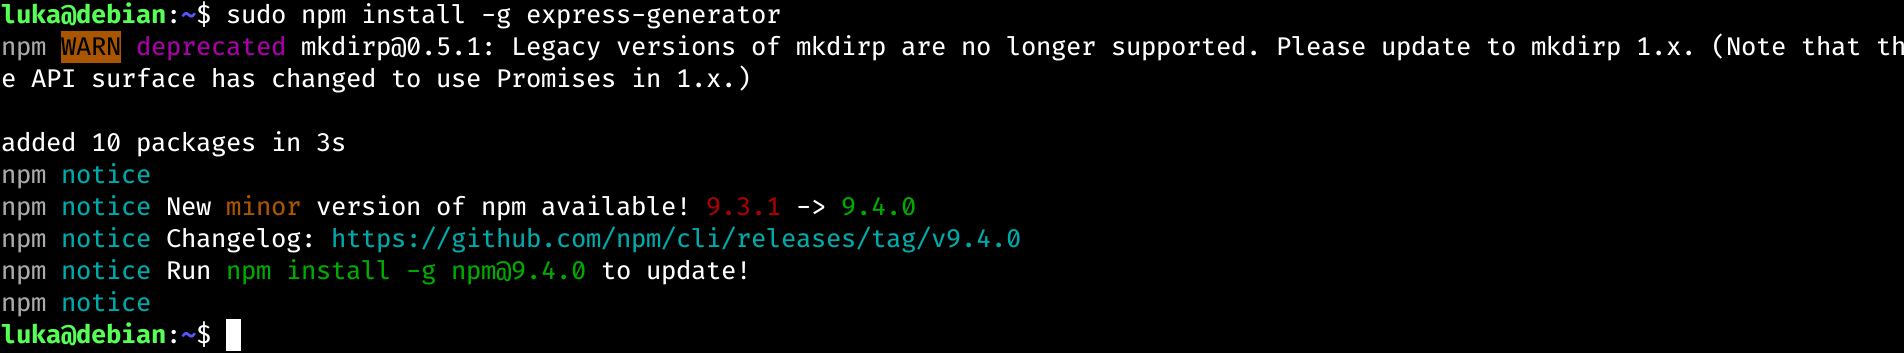 luka@debian:~$ sudo npm install -g express-generator
npm WARN deprecated mkdirp@0.5.1: Legacy versions of mkdirp are no longer supported. Please update to mkdirp 1.x. (Note that th
e API surface has changed to use Promises in 1.x.)
added 10 packages in 3s
npm notice
npm notice New minor version of npm available! 9.3.1 -> 9.4.0
npm notice Changelog: https://github.com/npm/cli/releases/tag/v9.4.0
npm notice Run npm install -g npm@9.4.0 to update!
npm notice
luka@debian:~$